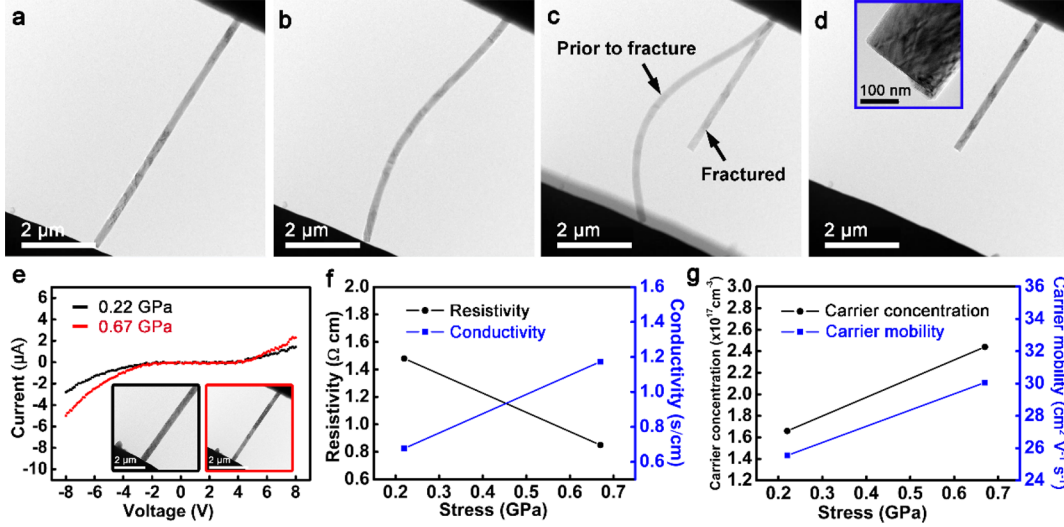 a
2 µm
b
2 µm
c
Prior to fracture
Fractured
2 µm
d
100 nm
2 µm
e
0.22 GPa
0.67 GPa
Current (µA)
6
4
2
0
-2
-4
-6
-8
-10
2 µm
2 µm
-8 -6 -4 -2 0 2 4 6 8
Voltage (V)
f
Resistivity
Conductivity
Resistivity (Ω cm)
2.0
1.8
1.6
1.4
1.2
1.0
0.8
0.6
Conductivity (s/cm)
1.6
1.4
1.2
1.0
0.8
0.6
0.2 0.3 0.4 0.5 0.6 0.7
Stress (GPa)
g
Carrier concentration
Carrier mobility
Carrier concentration (x10¹⁷cm⁻³)
3.0
2.8
2.6
2.4
2.2
2.0
1.8
1.6
1.4
1.2
Carrier mobility (cm² V⁻¹ s⁻¹)
36
34
32
30
28
26
24
0.2 0.3 0.4 0.5 0.6 0.7
Stress (GPa)